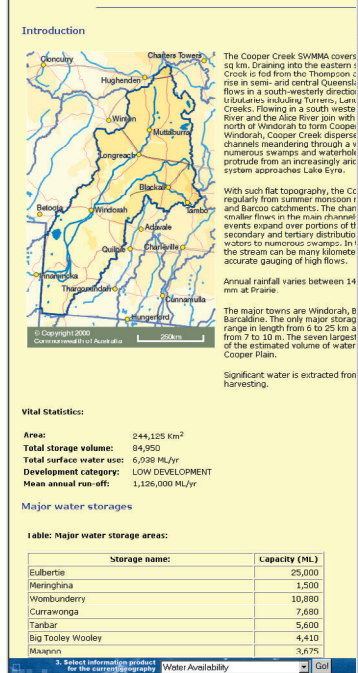 Introduction
Cloncurry
Charters Towers
Hughenden
Winton
Muttaburra
Longreach
Blackall
Tambo
Betoota
Windorah
Adavale
Quilpie
Charleville
Innamincka
Thargomindah
Cunnamulla
Hungerford
© Copyright 2000
Commonwealth of Australia
250km
The Cooper Creek SWMMA covers
sq km. Draining into the eastern s
Creek is fed from the Thompson a
rise in semi- arid central Queensla
flows in a south-westerly directio
tributaries including Torrens, Land
Creeks. Flowing in a south weste
River and the Alice River join with
north of Windorah to form Cooper
Windorah, Cooper Creek disperse
channels meandering through a v
numerous swamps and waterhole
protrude from an increasingly arid
system approaches Lake Eyre.
With such flat topography, the Co
regularly from summer monsoon r
and Barcoo catchments. The chan
smaller flows in the main channel
events expand over portions of th
secondary and tertiary distributio
waters to numerous swamps. In t
the stream can be many kilomete
accurate gauging of high flows.
Annual rainfall varies between 14
mm at Prairie.
The major towns are Windorah, B
Barcaldine. The only major storag
range in length from 6 to 25 km a
from 7 to 10 m. The seven largest
of the estimated volume of water
Cooper Plain.
Significant water is extracted from
harvesting.
Vital Statistics:
Area: 244,125 Km2
Total storage volume: 84,950
Total surface water use: 6,938 ML/yr
Development category: LOW DEVELOPMENT
Mean annual run-off: 1,126,000 ML/yr
Major water storages
Table: Major water storage areas:
Storage name: Capacity (ML)
Eulbertie 25,000
Meringhina 1,500
Wombunderry 10,880
Currawonga 7,680
Tanbar 5,600
Big Tooley Wooley 4,410
Maapoo 3,675
3. Select information product
for the current geography Water Availability Go!